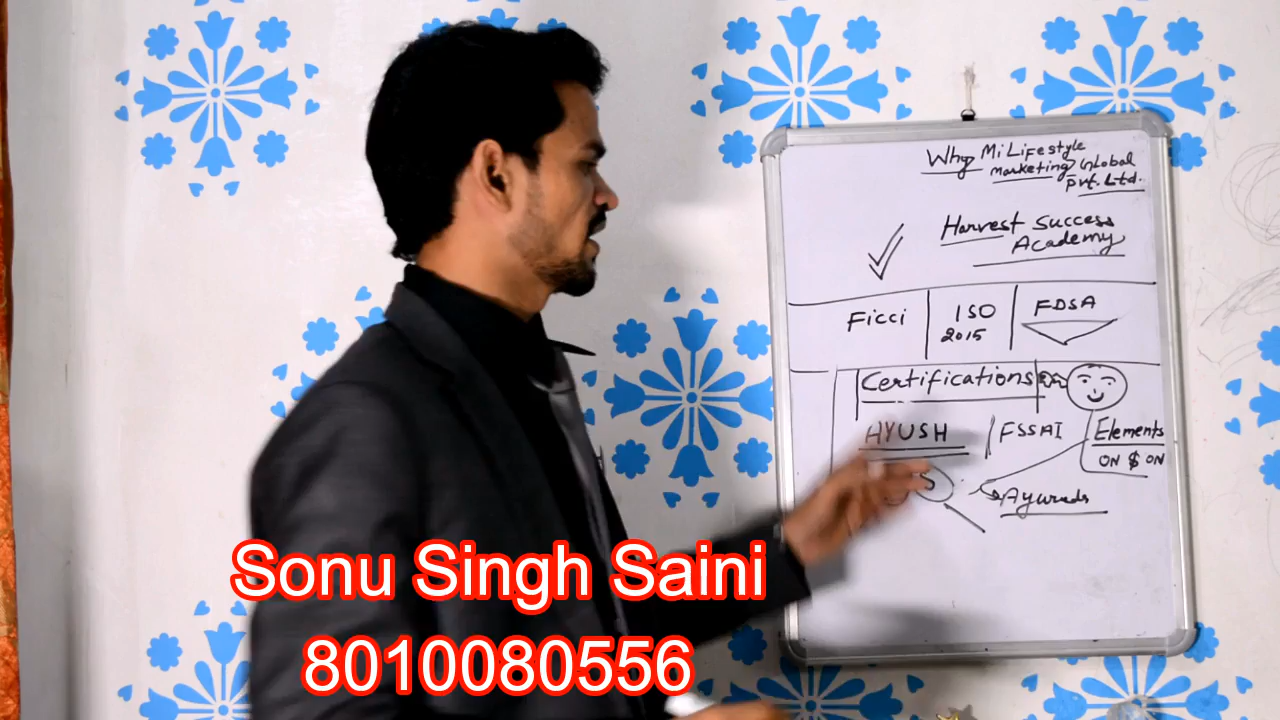 Why Mi Lifestyle
marketing Global
Pvt. Ltd.
Harvest Success
Academy
Ficci
ISO
2015
FDSA
Certifications
AYUSH
FSSAI
Elements
ON $ ON
Sonu Singh Saini
8010080556